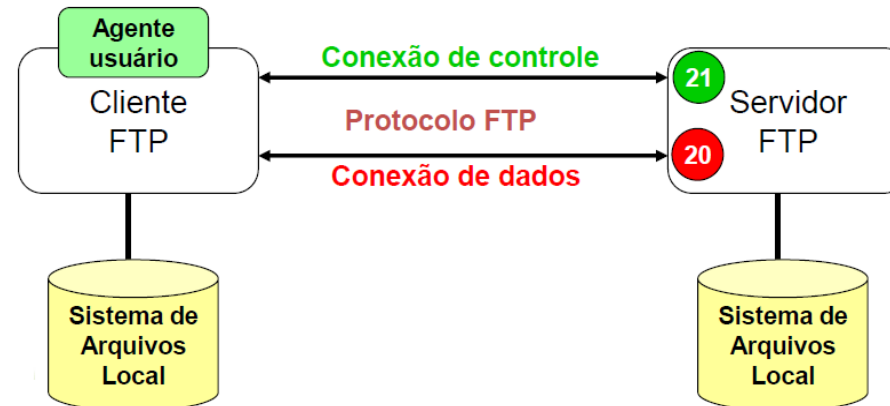 Agente
usuário
Cliente
FTP
Conexão de controle
Protocolo FTP
Conexão de dados
21
20
Servidor
FTP
Sistema de
Arquivos
Local
Sistema de
Arquivos
Local